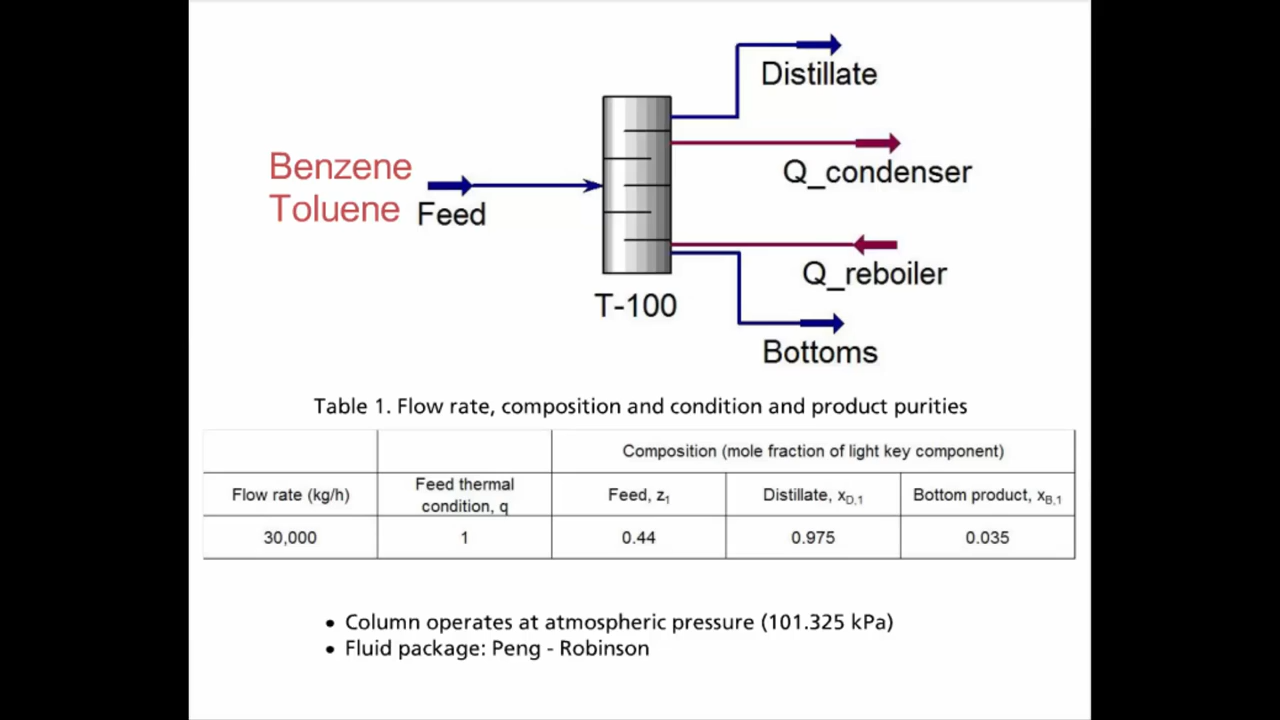 Distillate
Q_condenser
Benzene
Toluene
Feed
Q_reboiler
T-100
Bottoms
Table 1. Flow rate, composition and condition and product purities
Composition (mole fraction of light key component)
Flow rate (kg/h)
Feed thermal
condition, q
Feed, z1
Distillate, xD,1
Bottom product, xB,1
30,000
1
0.44
0.975
0.035
• Column operates at atmospheric pressure (101.325 kPa)
• Fluid package: Peng - Robinson